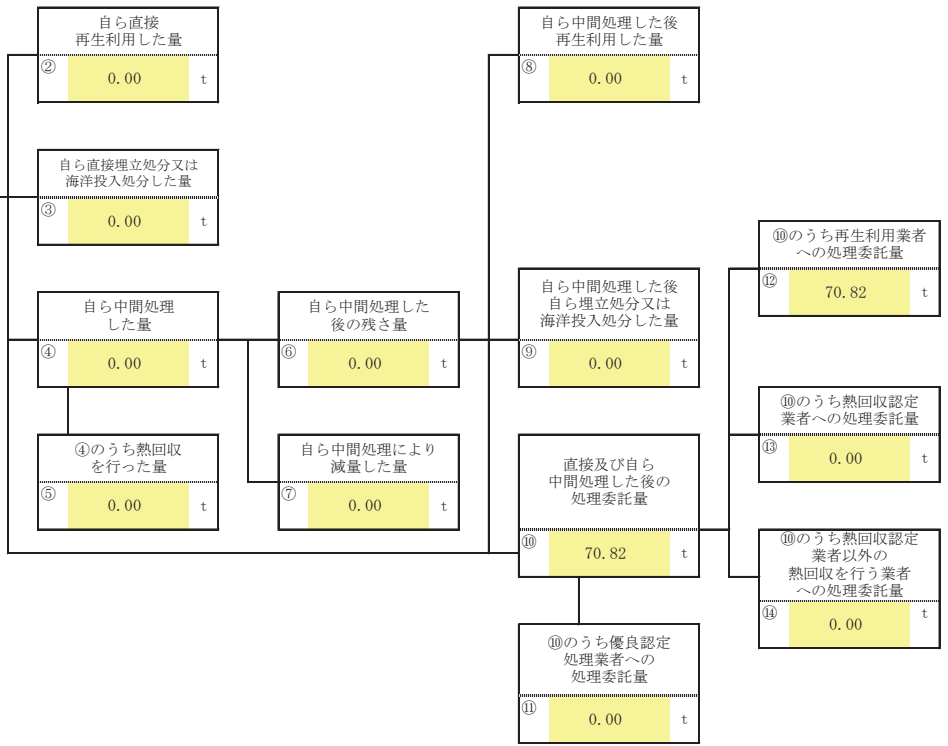 自ら直接
再生利用した量
② 0.00 t
自ら直接埋立処分又は
海洋投入処分した量
③ 0.00 t
自ら中間処理
した量
④ 0.00 t
④のうち熱回収
を行った量
⑤ 0.00 t
自ら中間処理した
後の残さ量
⑥ 0.00 t
自ら中間処理により
減量した量
⑦ 0.00 t
自ら中間処理した後
再生利用した量
⑧ 0.00 t
自ら中間処理した後
自ら埋立処分又は
海洋投入処分した量
⑨ 0.00 t
直接及び自ら
中間処理した後の
処理委託量
⑩ 70.82 t
⑩のうち優良認定
処理業者への
処理委託量
⑪ 0.00 t
⑩のうち再生利用業者
への処理委託量
⑫ 70.82 t
⑩のうち熱回収認定
業者への処理委託量
⑬ 0.00 t
⑩のうち熱回収認定
業者以外の
熱回収を行う業者
への処理委託量
⑭ 0.00 t